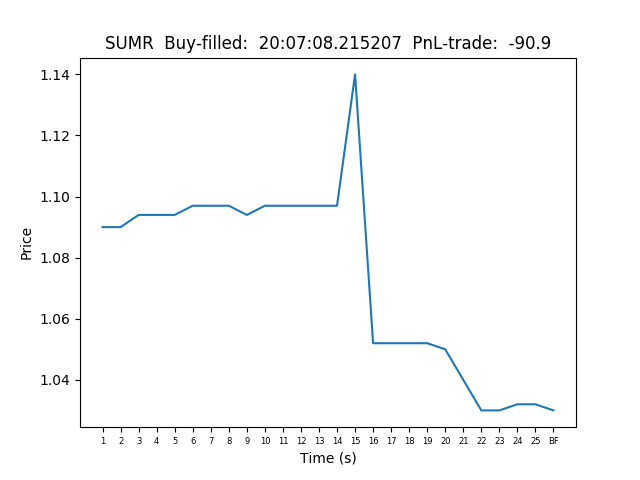 SUMR  Buy-filled:  20:07:08.215207  PnL-trade:  -90.9
1.14
1.12
1.10
1.08
1.06
1.04
Price
1 2 3 4 5 6 7 8 9 10 11 12 13 14 15 16 17 18 19 20 21 22 23 24 25 BF
Time (s)